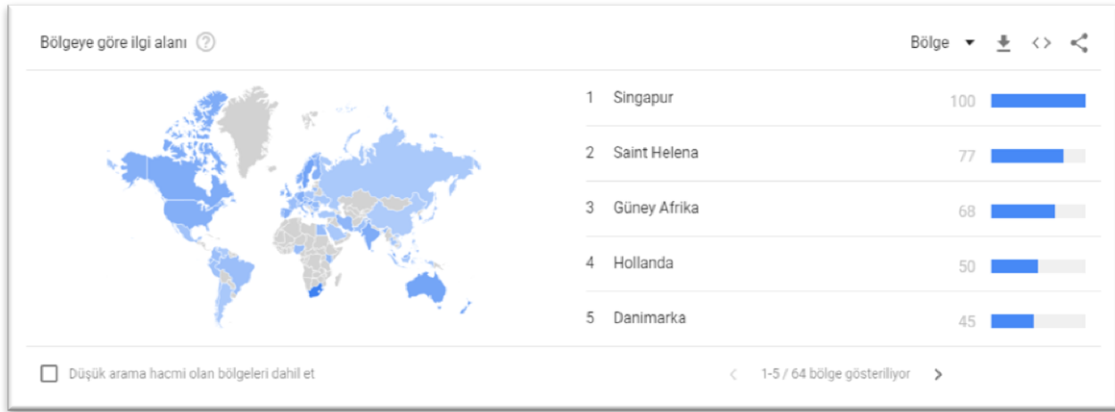 Bölgeye göre ilgi alanı ?
Bölge
1 Singapur 100
2 Saint Helena 77
3 Güney Afrika 68
4 Hollanda 50
5 Danimarka 45
Düşük arama hacmi olan bölgeleri dahil et
1-5 / 64 bölge gösteriliyor